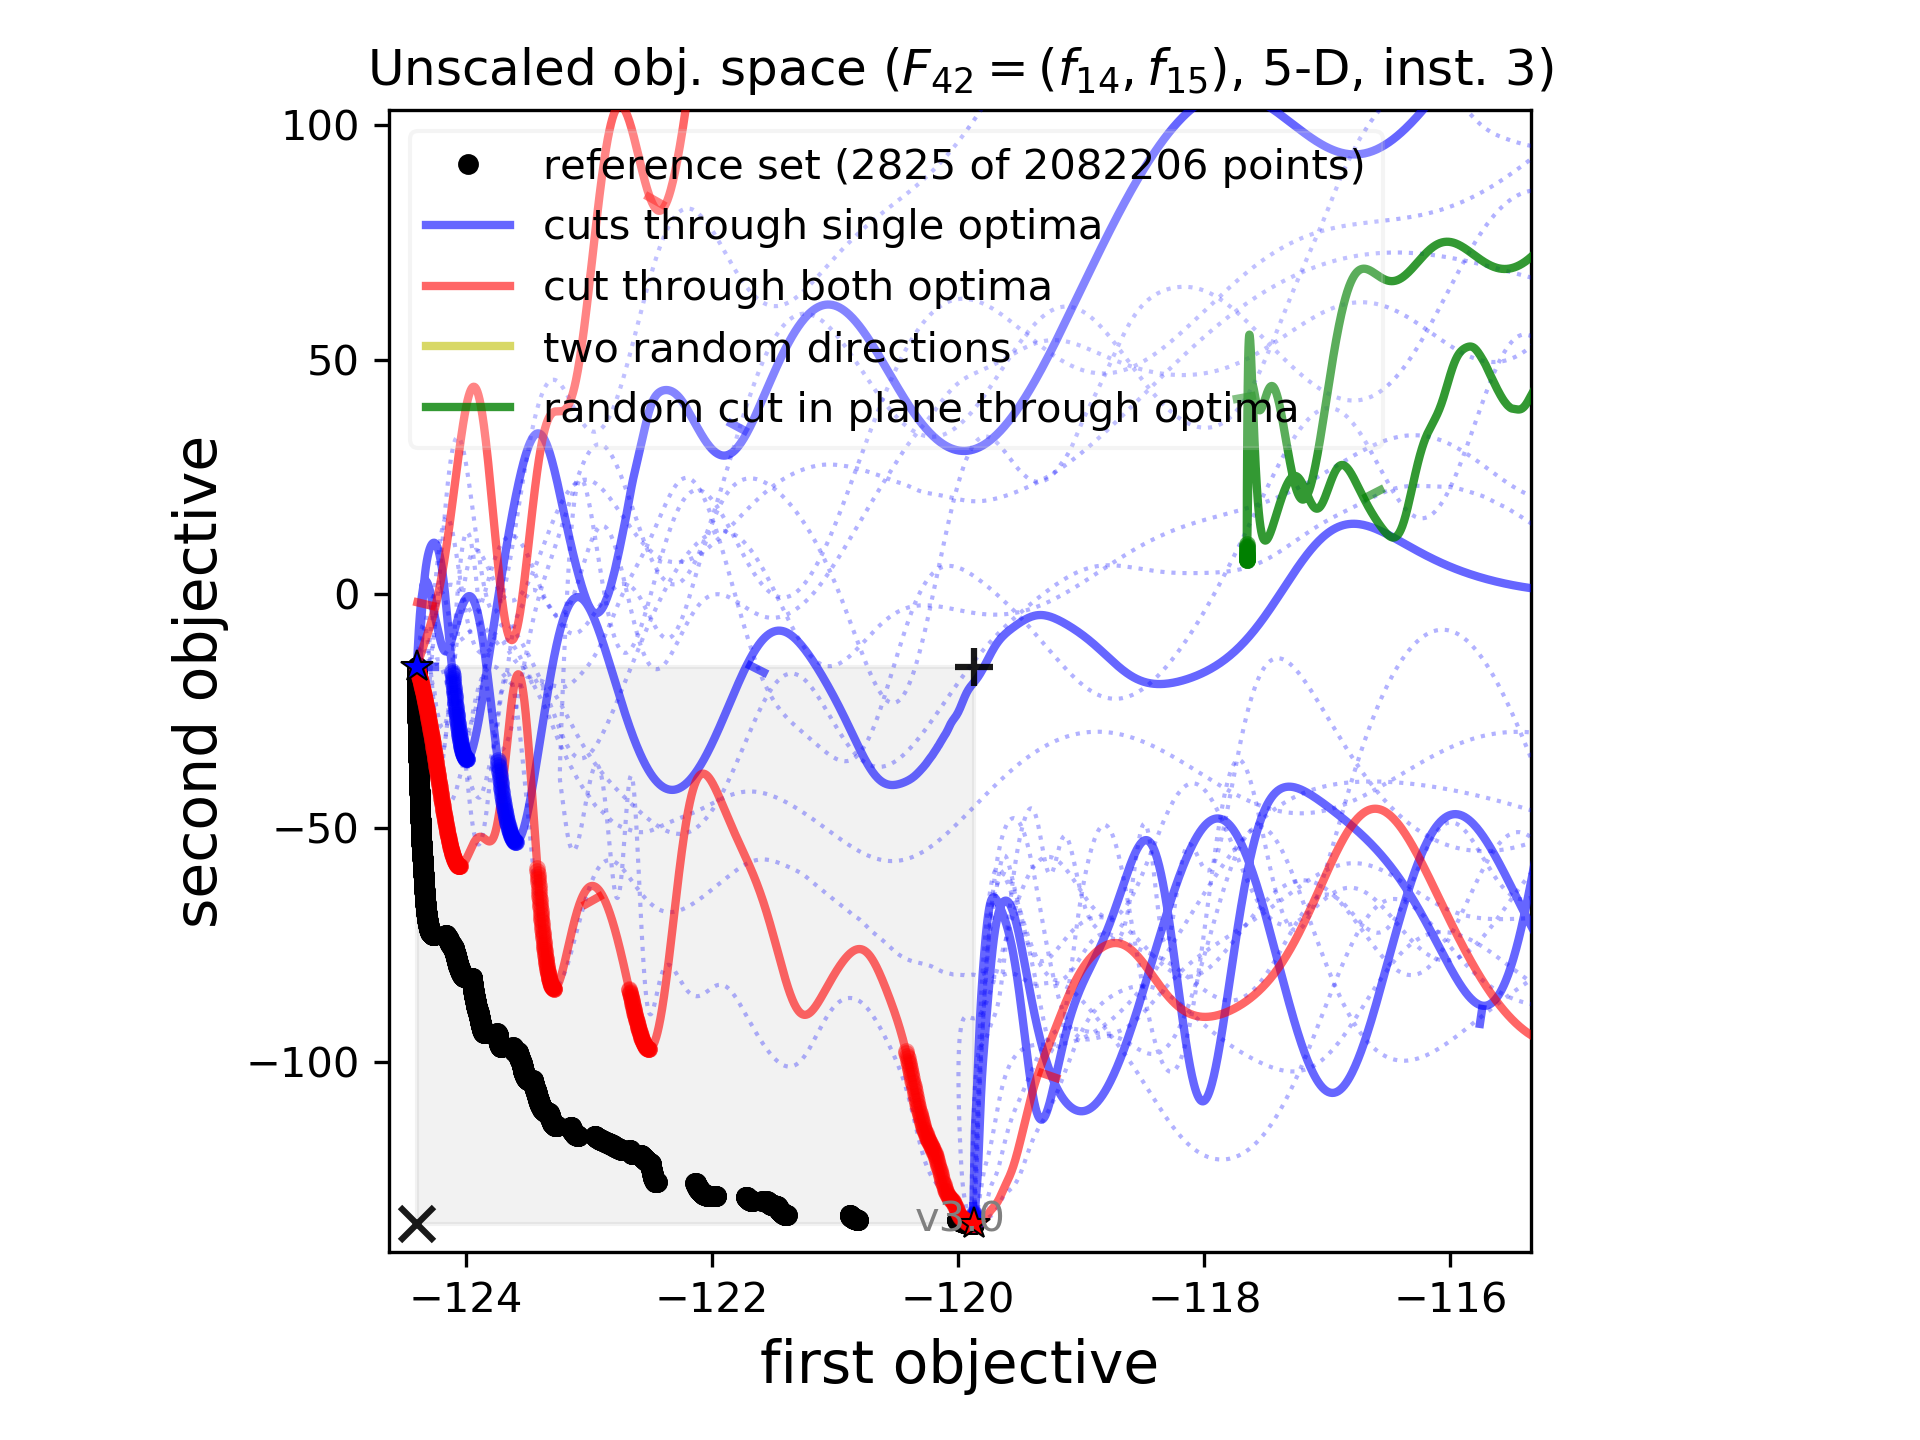 Unscaled obj. space (F42 = (f14, f15), 5-D, inst. 3)
100
50
0
−50
−100
second objective
reference set (2825 of 2082206 points)
cuts through single optima
cut through both optima
two random directions
random cut in plane through optima
v3.0
−124
−122
−120
−118
−116
first objective